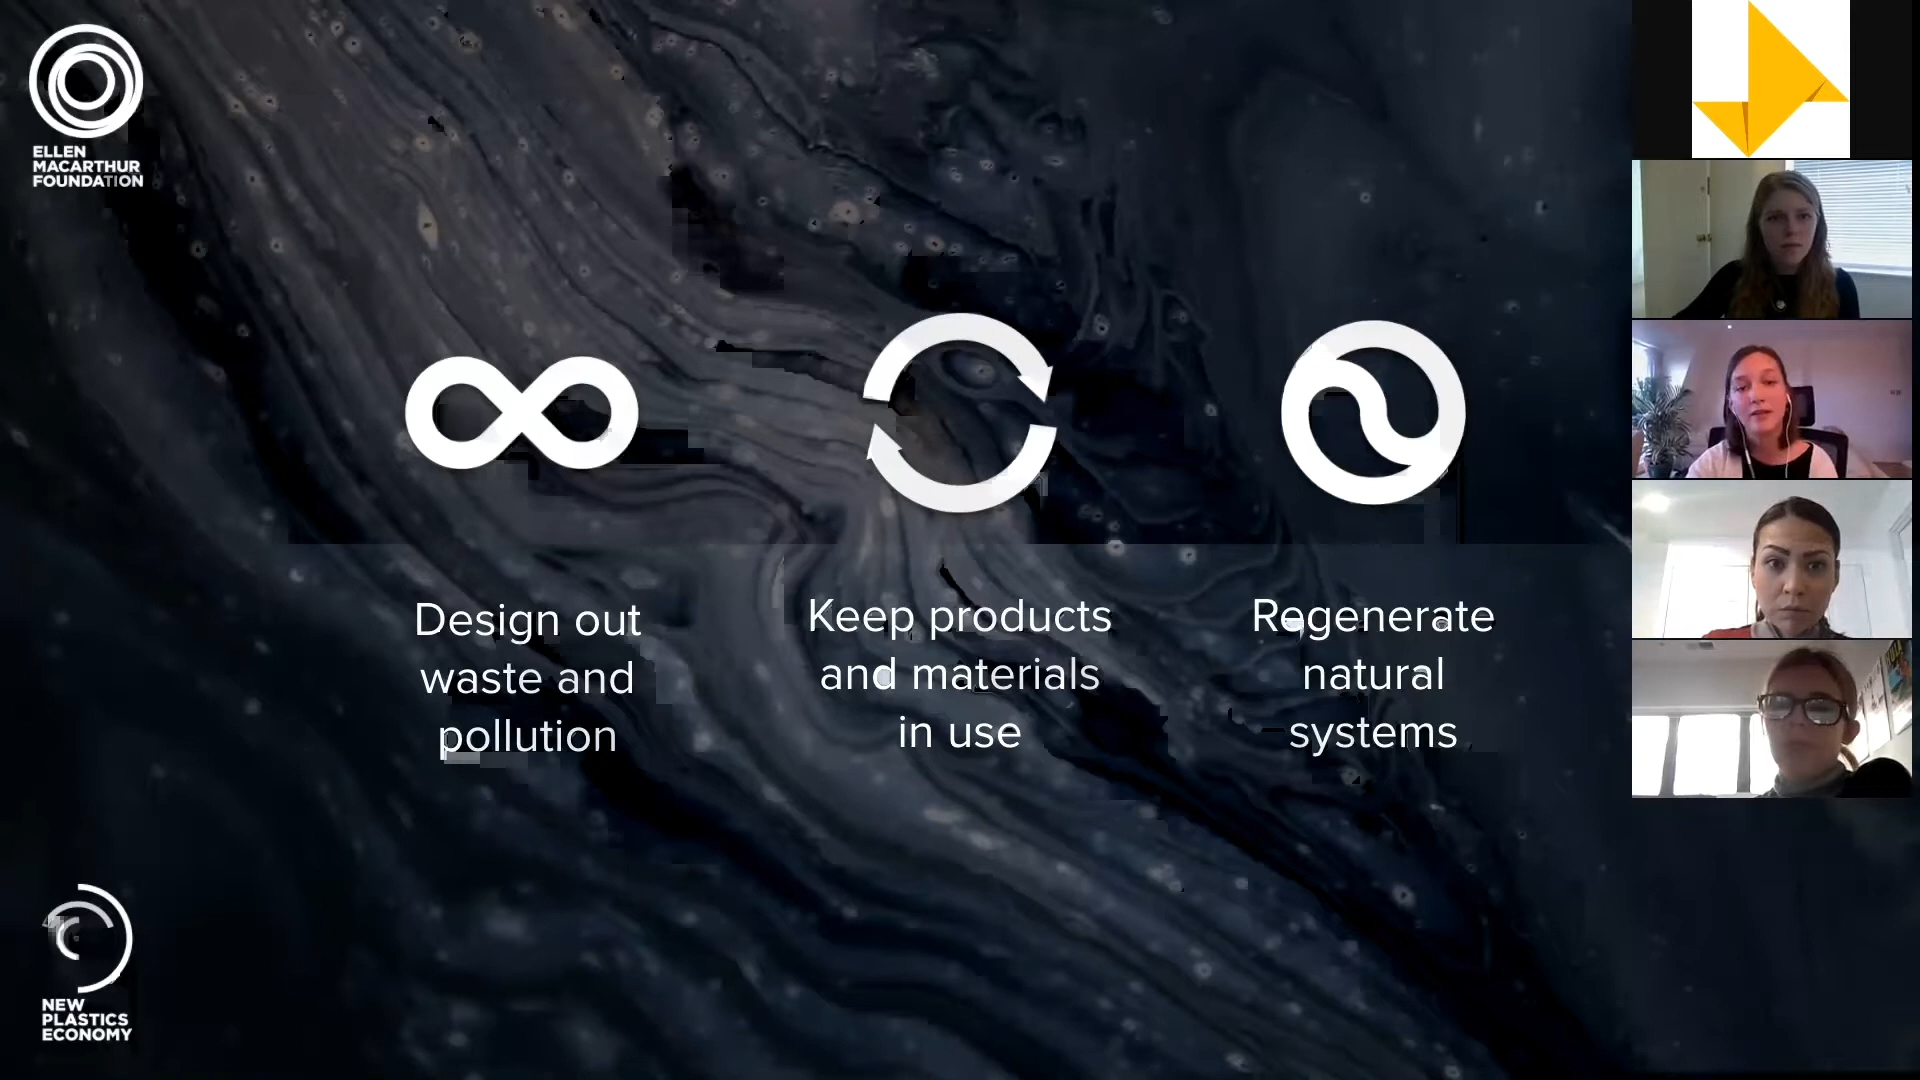 ELLEN
MACARTHUR
FOUNDATION
Design out
waste and
pollution
Keep products
and materials
in use
Regenerate
natural
systems
NEW
PLASTICS
ECONOMY